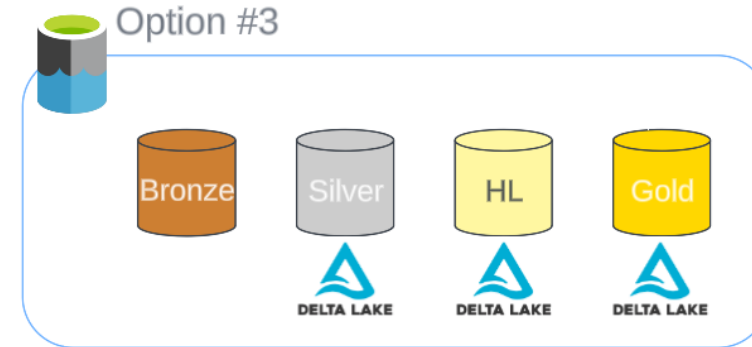 Option #3
Bronze
Silver
HL
Gold
DELTA LAKE
DELTA LAKE
DELTA LAKE